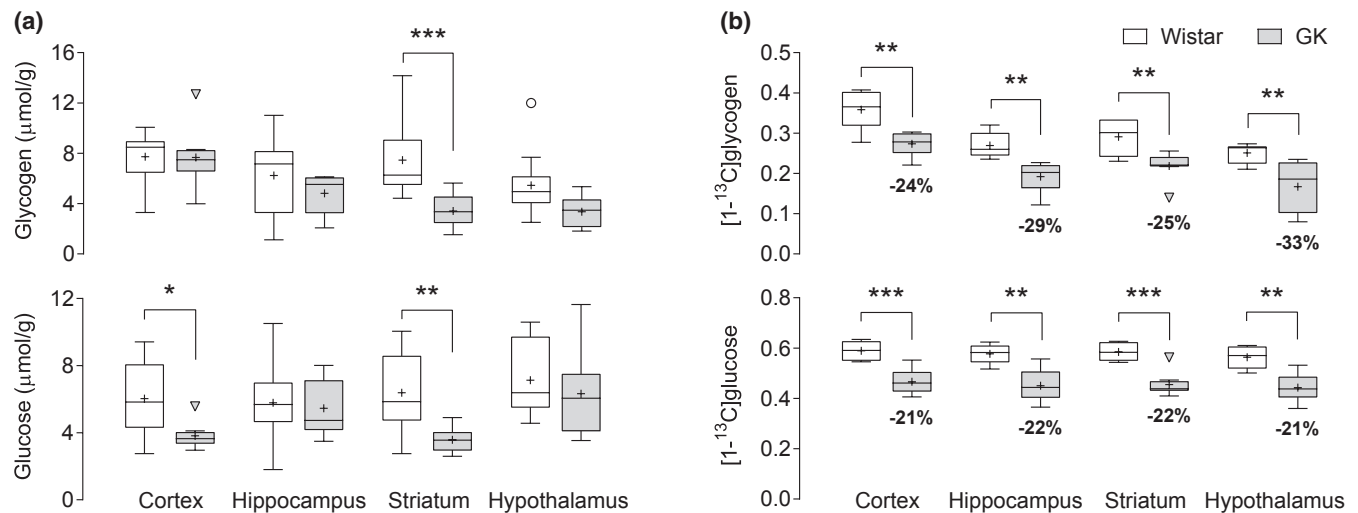 (a)
***
16
12
8
4
0
Glycogen (μmol/g)
*
**
12
8
4
0
Glucose (μmol/g)
Cortex Hippocampus Striatum Hypothalamus
(b)
Wistar GK
** ** ** **
0.5
0.4
0.3
0.2
0.1
0.0
[1-¹³C]glycogen
-24% -29% -25% -33%
*** ** *** **
0.8
0.6
0.4
0.2
0.0
[1-¹³C]glucose
-21% -22% -22% -21%
Cortex Hippocampus Striatum Hypothalamus